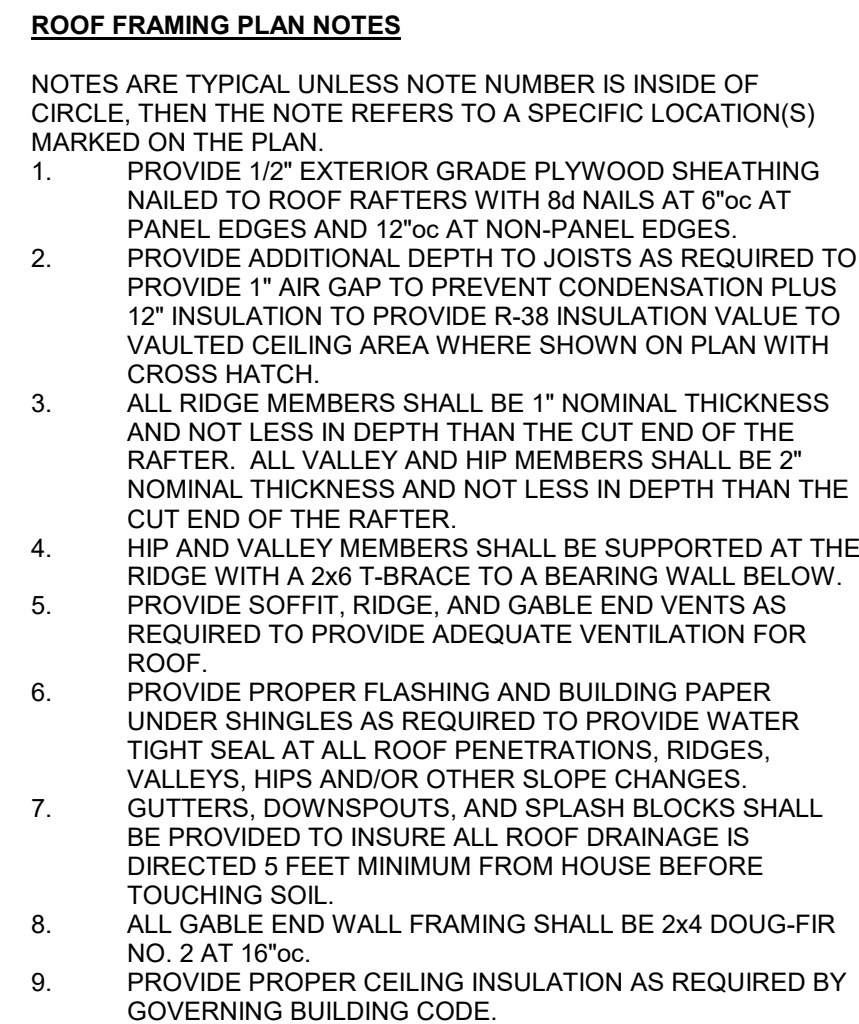 ROOF FRAMING PLAN NOTES
NOTES ARE TYPICAL UNLESS NOTE NUMBER IS INSIDE OF
CIRCLE, THEN THE NOTE REFERS TO A SPECIFIC LOCATION(S)
MARKED ON THE PLAN.
1. PROVIDE 1/2" EXTERIOR GRADE PLYWOOD SHEATHING
NAILED TO ROOF RAFTERS WITH 8d NAILS AT 6"oc AT
PANEL EDGES AND 12"oc AT NON-PANEL EDGES.
2. PROVIDE ADDITIONAL DEPTH TO JOISTS AS REQUIRED TO
PROVIDE 1" AIR GAP TO PREVENT CONDENSATION PLUS
12" INSULATION TO PROVIDE R-38 INSULATION VALUE TO
VAULTED CEILING AREA WHERE SHOWN ON PLAN WITH
CROSS HATCH.
3. ALL RIDGE MEMBERS SHALL BE 1" NOMINAL THICKNESS
AND NOT LESS IN DEPTH THAN THE CUT END OF THE
RAFTER. ALL VALLEY AND HIP MEMBERS SHALL BE 2"
NOMINAL THICKNESS AND NOT LESS IN DEPTH THAN THE
CUT END OF THE RAFTER.
4. HIP AND VALLEY MEMBERS SHALL BE SUPPORTED AT THE
RIDGE WITH A 2x6 T-BRACE TO A BEARING WALL BELOW.
5. PROVIDE SOFFIT, RIDGE, AND GABLE END VENTS AS
REQUIRED TO PROVIDE ADEQUATE VENTILATION FOR
ROOF.
6. PROVIDE PROPER FLASHING AND BUILDING PAPER
UNDER SHINGLES AS REQUIRED TO PROVIDE WATER
TIGHT SEAL AT ALL ROOF PENETRATIONS, RIDGES,
VALLEYS, HIPS AND/OR OTHER SLOPE CHANGES.
7. GUTTERS, DOWNSPOUTS, AND SPLASH BLOCKS SHALL
BE PROVIDED TO INSURE ALL ROOF DRAINAGE IS
DIRECTED 5 FEET MINIMUM FROM HOUSE BEFORE
TOUCHING SOIL.
8. ALL GABLE END WALL FRAMING SHALL BE 2x4 DOUG-FIR
NO. 2 AT 16"oc.
9. PROVIDE PROPER CEILING INSULATION AS REQUIRED BY
GOVERNING BUILDING CODE.